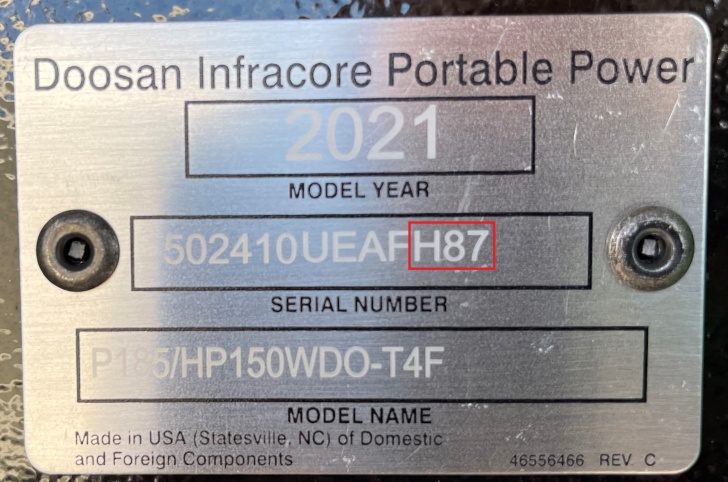 Doosan Infracore Portable Power
2021
MODEL YEAR
502410UEAFH87
SERIAL NUMBER
P185/HP150WDO-T4F
MODEL NAME
Made in USA (Statesville, NC) of Domestic
and Foreign Components
46556466 REV C